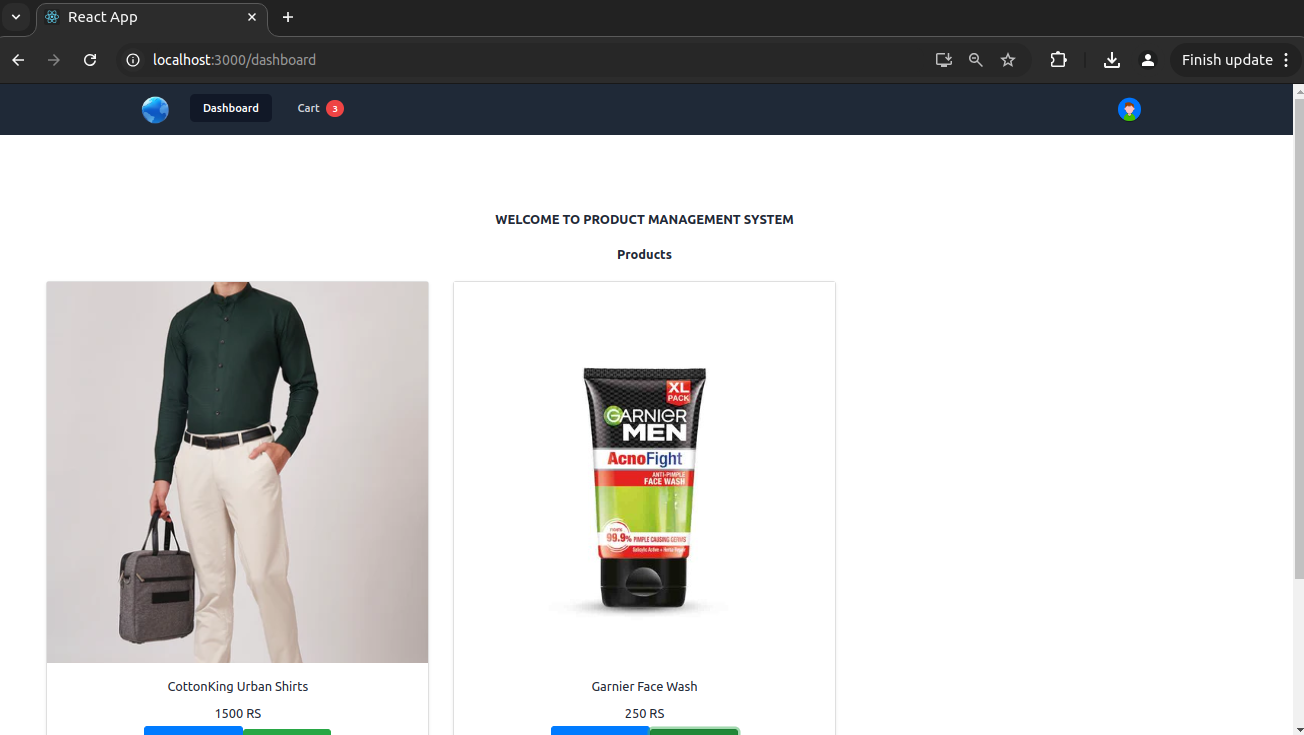 React App
localhost:3000/dashboard
Finish update
Dashboard
Cart 3
WELCOME TO PRODUCT MANAGEMENT SYSTEM
Products
XL
PACK
GARNIER
MEN
AcnoFight
ANTI-PIMPLE
FACE WASH
99.9% PIMPLE CAUSING GERMS
CottonKing Urban Shirts
Garnier Face Wash
1500 RS
250 RS